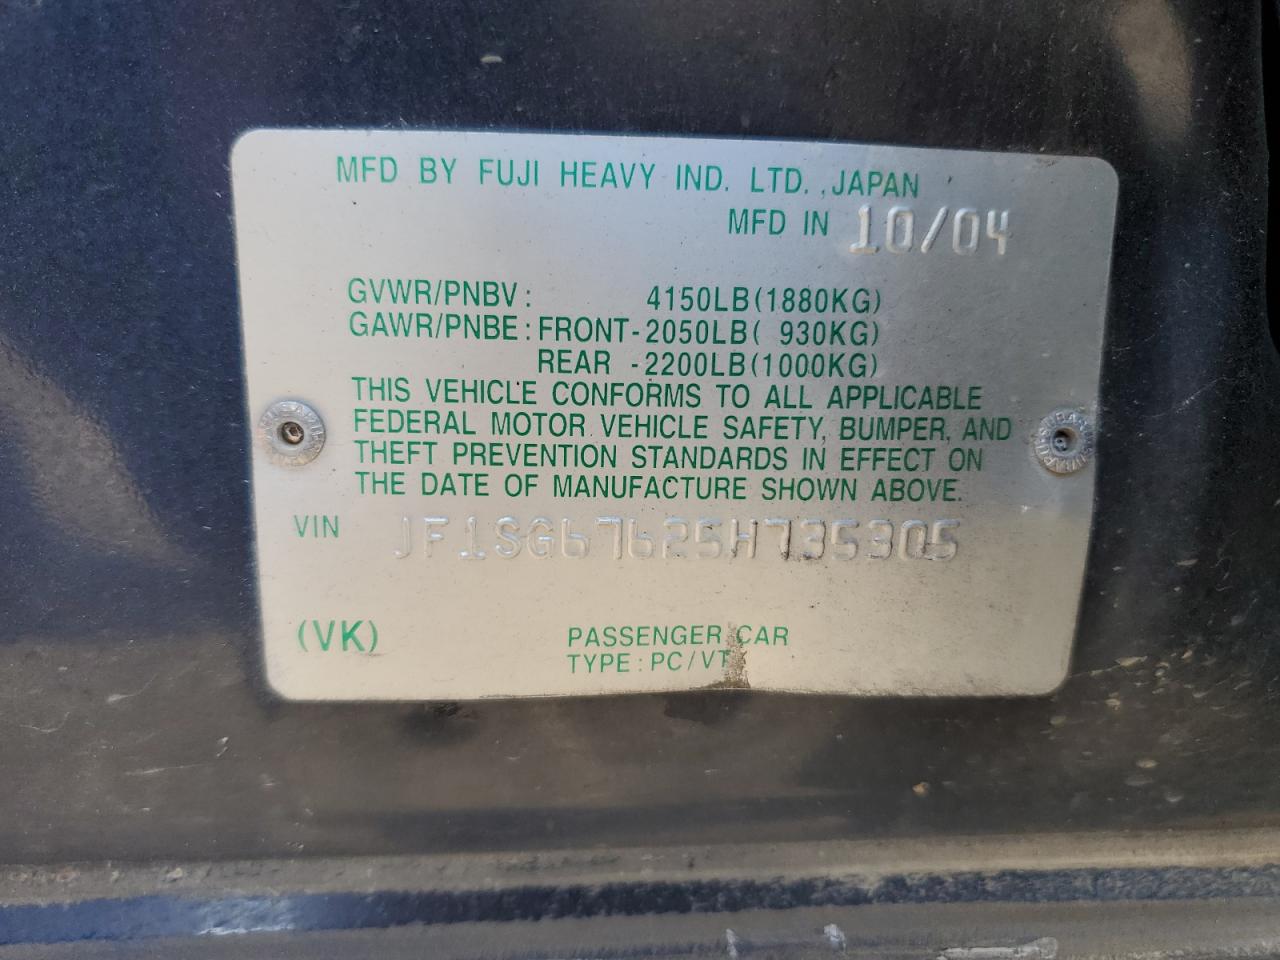 MFD BY FUJI HEAVY IND. LTD., JAPAN
MFD IN 10/04
GVWR/PNBV: 4150LB(1880KG)
GAWR/PNBE: FRONT-2050LB( 930KG)
REAR -2200LB(1000KG)
THIS VEHICLE CONFORMS TO ALL APPLICABLE
FEDERAL MOTOR VEHICLE SAFETY, BUMPER, AND
THEFT PREVENTION STANDARDS IN EFFECT ON
THE DATE OF MANUFACTURE SHOWN ABOVE.
VIN JF1SG67625H735305
(VK)
PASSENGER CAR
TYPE: PC/VT